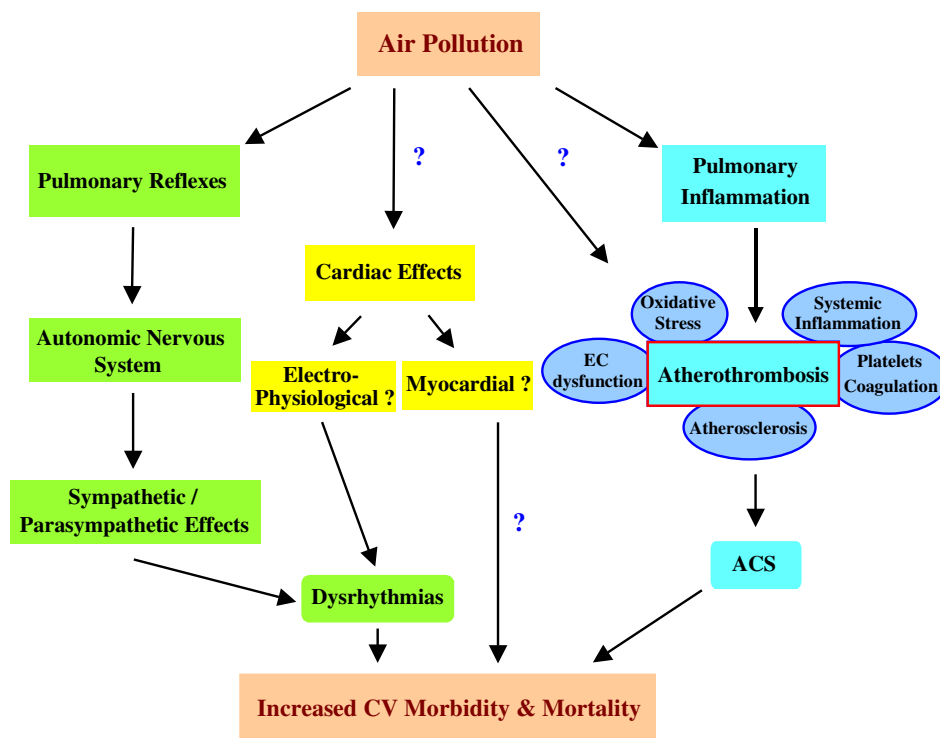 Air Pollution
?
?
Pulmonary Reflexes
Pulmonary
Inflammation
Cardiac Effects
Oxidative
Stress
Systemic
Inflammation
Autonomic Nervous
System
EC
dysfunction
Atherothrombosis
Platelets
Coagulation
Electro-
Physiological ?
Myocardial ?
Atherosclerosis
Sympathetic /
Parasympathetic Effects
?
ACS
Dysrhythmias
Increased CV Morbidity & Mortality